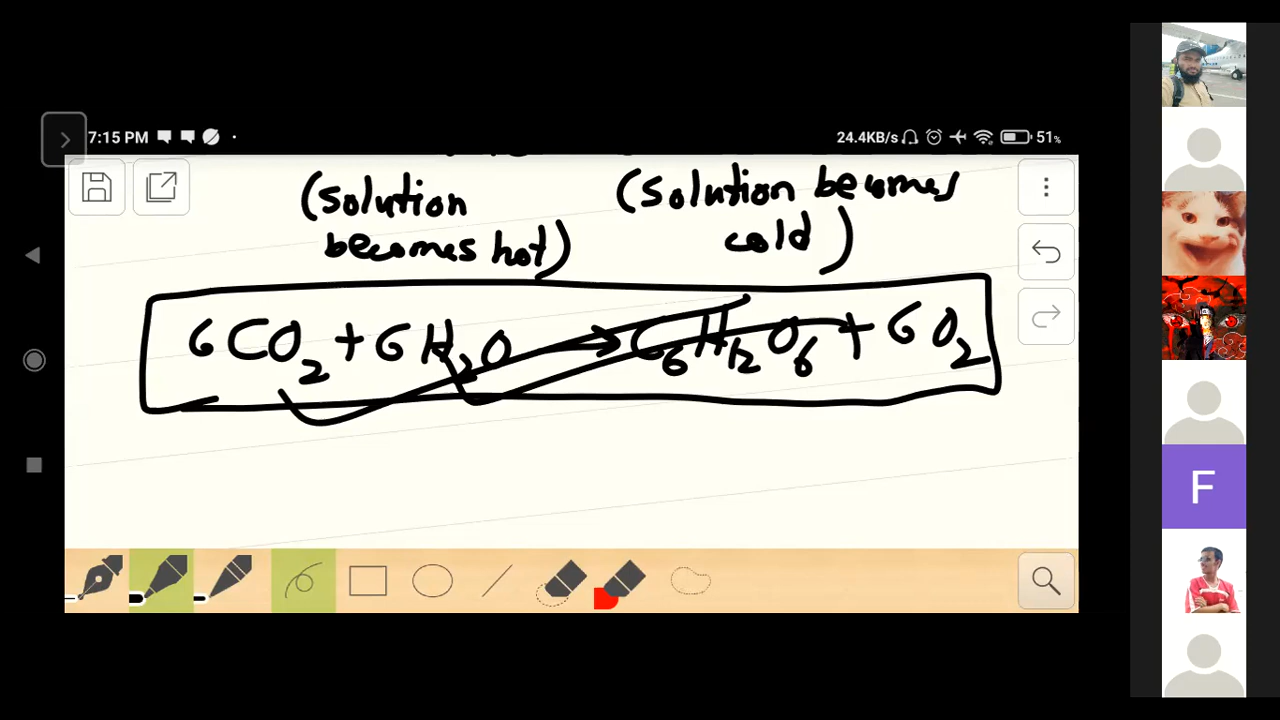 7:15 PM
24.4KB/s 51%
(solution (solution becomes
becomes hot) cold)
6CO₂ + 6H₂O → C₆H₁₂O₆ + 6O₂
F